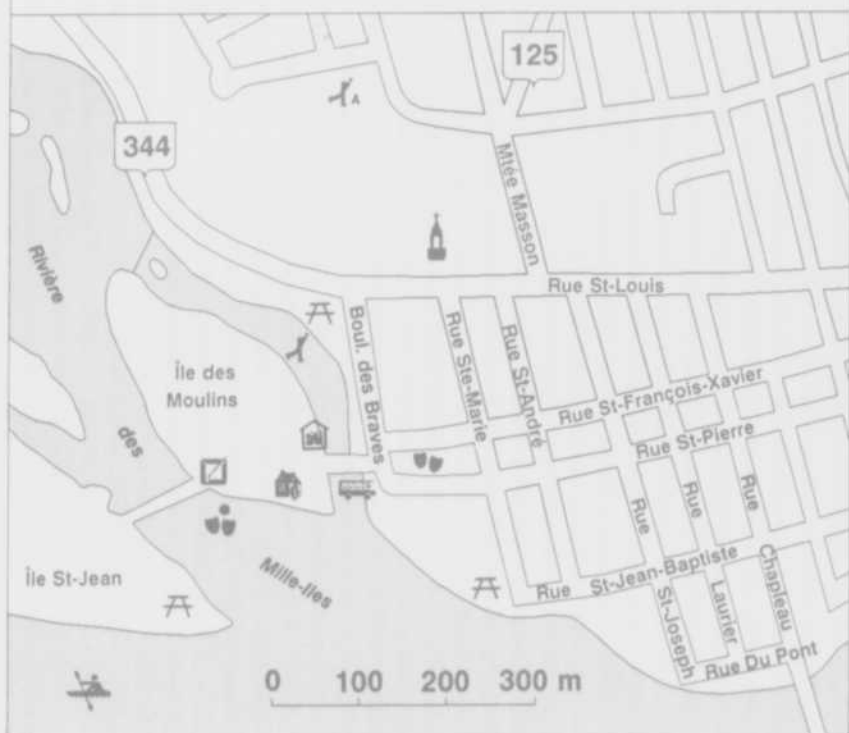 125
A
344
Mtée Masson
Rivière
des
Mille-îles
Rue St-Louis
Boul. des Braves
Rue Ste-Marie
Rue St-André
Île des
Moulins
Rue St-François-Xavier
Rue St-Pierre
Rue
Rue
Rue
Île St-Jean
Rue St-Jean-Baptiste
St-Joseph
Laurier
Chapleau
Rue Du Pont
0 100 200 300 m